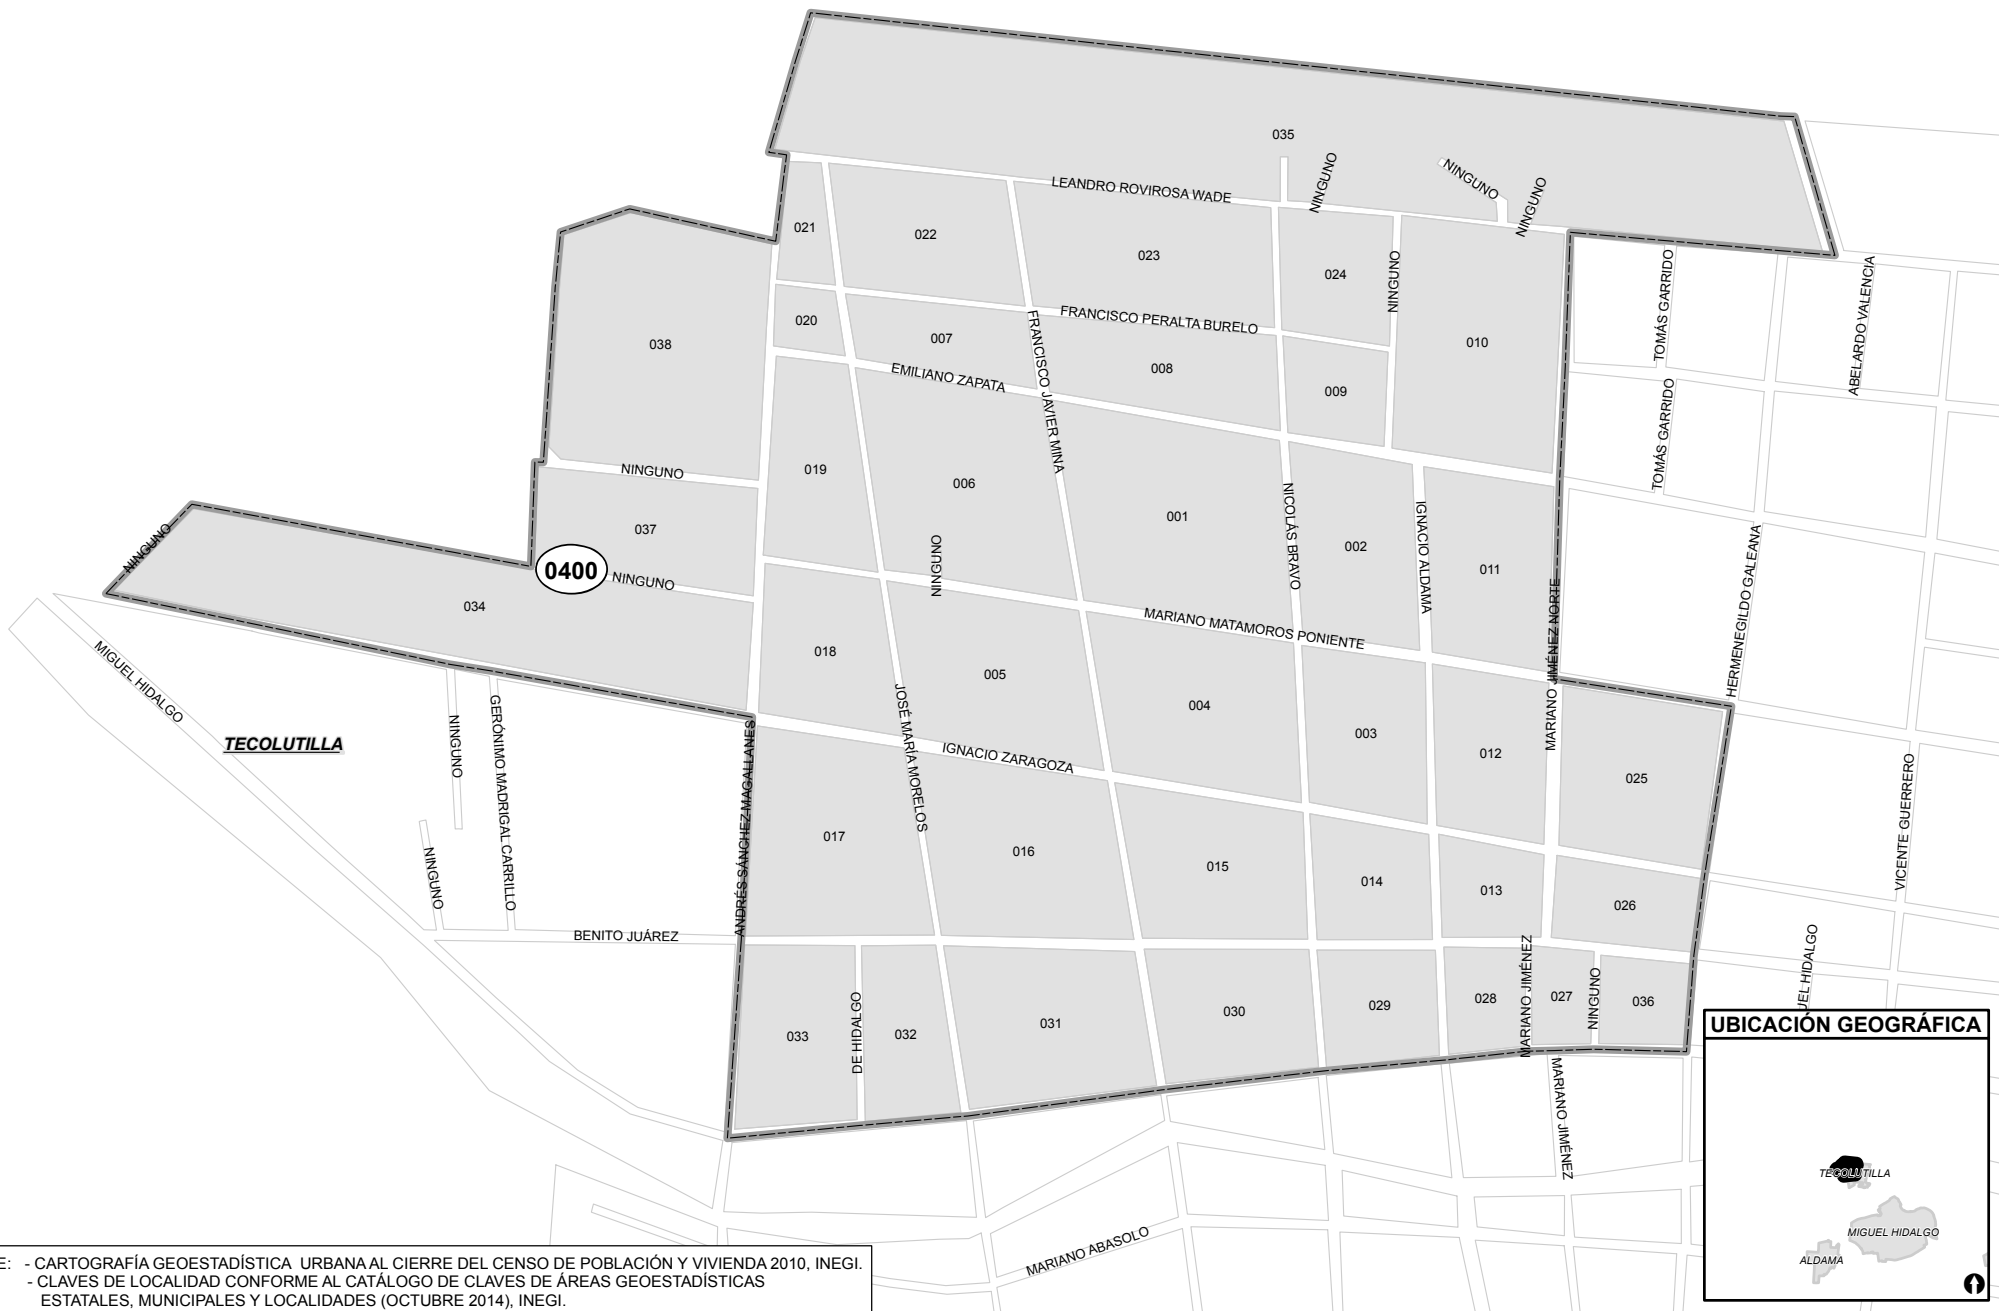 035
NINGUNO
NINGUNO
NINGUNO
LEANDRO ROVIROSA WADE
021
022
023
024
NINGUNO
TOMÁS GARRIDO
ABELARDO VALENCIA
020
007
FRANCISCO PERALTA BURELO
038
008
010
EMILIANO ZAPATA
FRANCISCO JAVIER MINA
009
TOMÁS GARRIDO
NINGUNO
019
006
001
NICOLÁS BRAVO
002
IGNACIO ALDAMA
011
NINGUNO
037
NINGUNO
0400
NINGUNO
034
MARIANO MATAMOROS PONIENTE
MARIANO JIMÉNEZ NORTE
HERMENEGILDO GALEANA
MIGUEL HIDALGO
018
005
004
003
012
025
TECOLUTILLA
NINGUNO
GERÓNIMO MADRIGAL CARRILLO
ANDRÉS SÁNCHEZ MAGALLANES
JOSÉ MARÍA MORELOS
IGNACIO ZARAGOZA
VICENTE GUERRERO
017
016
015
014
013
026
NINGUNO
BENITO JUÁREZ
UEL HIDALGO
033
DE HIDALGO
032
031
030
029
028
MARIANO JIMÉNEZ
027
NINGUNO
036
MARIANO JIMÉNEZ
MARIANO ABASOLO
UBICACIÓN GEOGRÁFICA
TECOLUTILLA
MIGUEL HIDALGO
ALDAMA
E: - CARTOGRAFÍA GEOESTADÍSTICA URBANA AL CIERRE DEL CENSO DE POBLACIÓN Y VIVIENDA 2010, INEGI.
- CLAVES DE LOCALIDAD CONFORME AL CATÁLOGO DE CLAVES DE ÁREAS GEOESTADÍSTICAS
ESTATALES, MUNICIPALES Y LOCALIDADES (OCTUBRE 2014), INEGI.